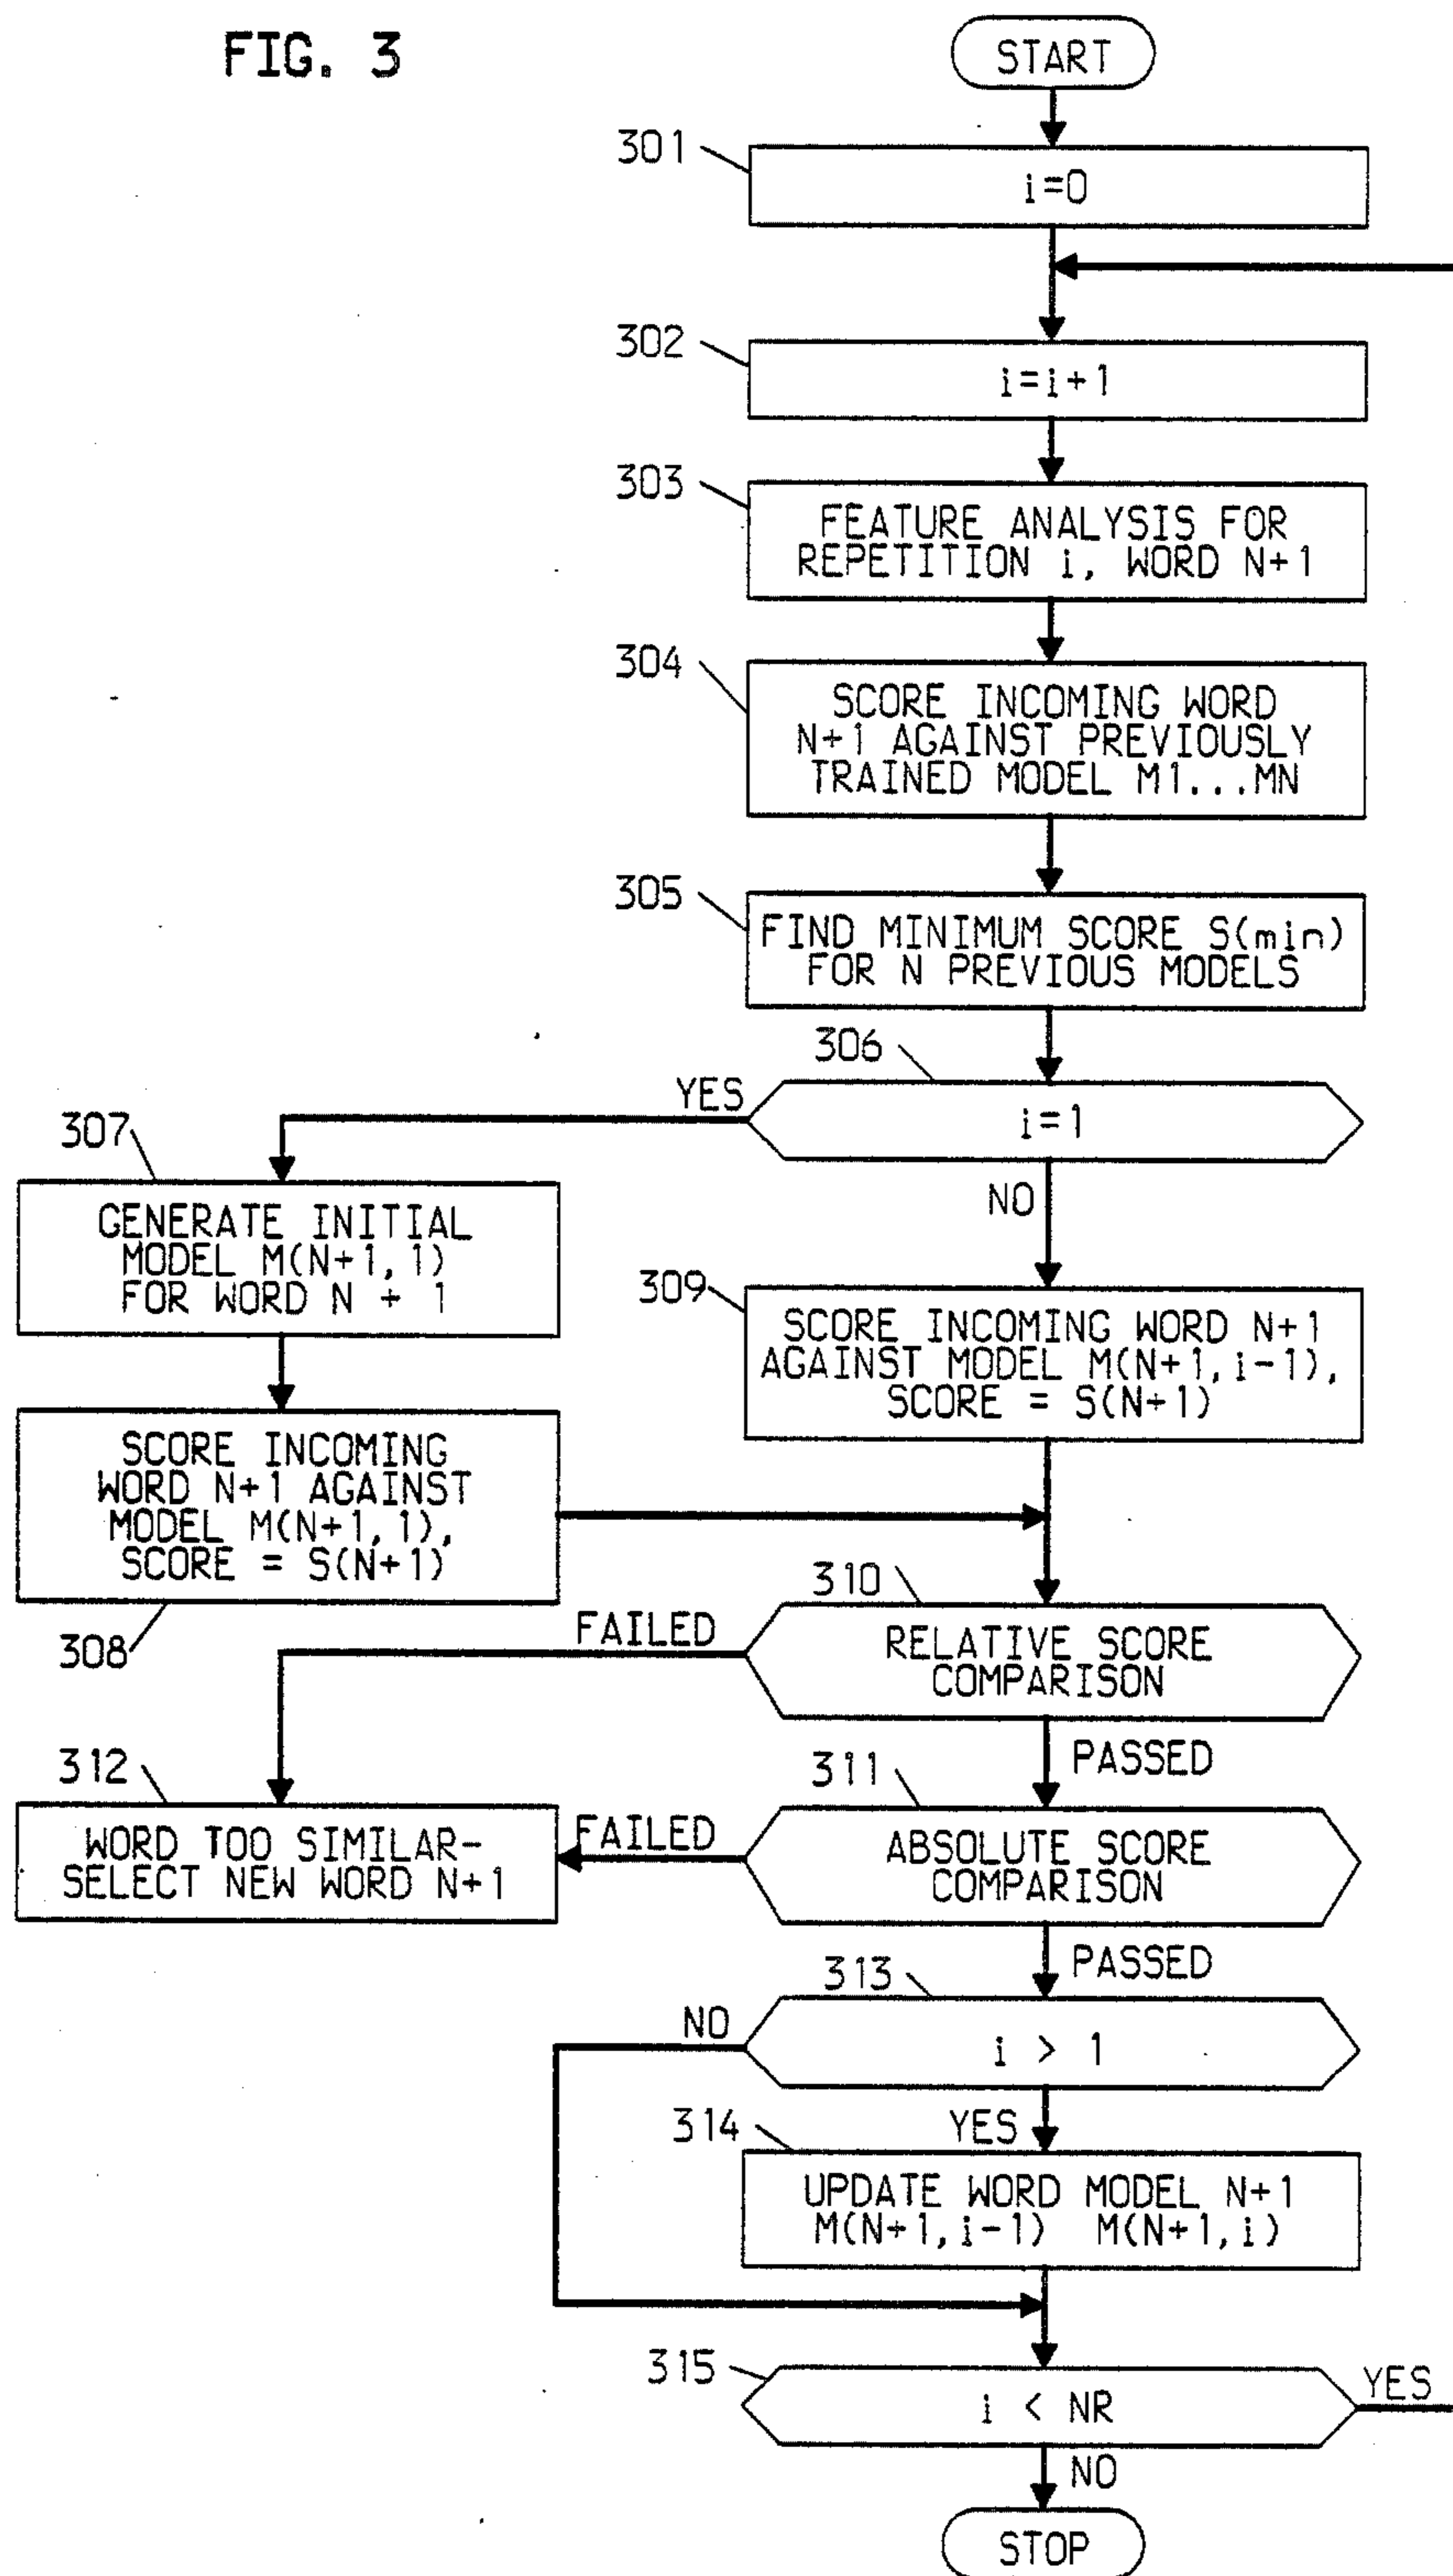 FIG. 3
START
301
i=0
302
i=i+1
303
FEATURE ANALYSIS FOR
REPETITION i, WORD N+1
304
SCORE INCOMING WORD
N+1 AGAINST PREVIOUSLY
TRAINED MODEL M1...MN
305
FIND MINIMUM SCORE S(min)
FOR N PREVIOUS MODELS
306
YES
i=1
NO
307
GENERATE INITIAL
MODEL M(N+1,1)
FOR WORD N + 1
309
SCORE INCOMING WORD N+1
AGAINST MODEL M(N+1,i-1),
SCORE = S(N+1)
SCORE INCOMING
WORD N+1 AGAINST
MODEL M(N+1,1),
SCORE = S(N+1)
308
310
FAILED
RELATIVE SCORE
COMPARISON
PASSED
312
WORD TOO SIMILAR-
SELECT NEW WORD N+1
311
FAILED
ABSOLUTE SCORE
COMPARISON
PASSED
313
NO
i > 1
YES
314
UPDATE WORD MODEL N+1
M(N+1,i-1) M(N+1,i)
315
i < NR
YES
NO
STOP